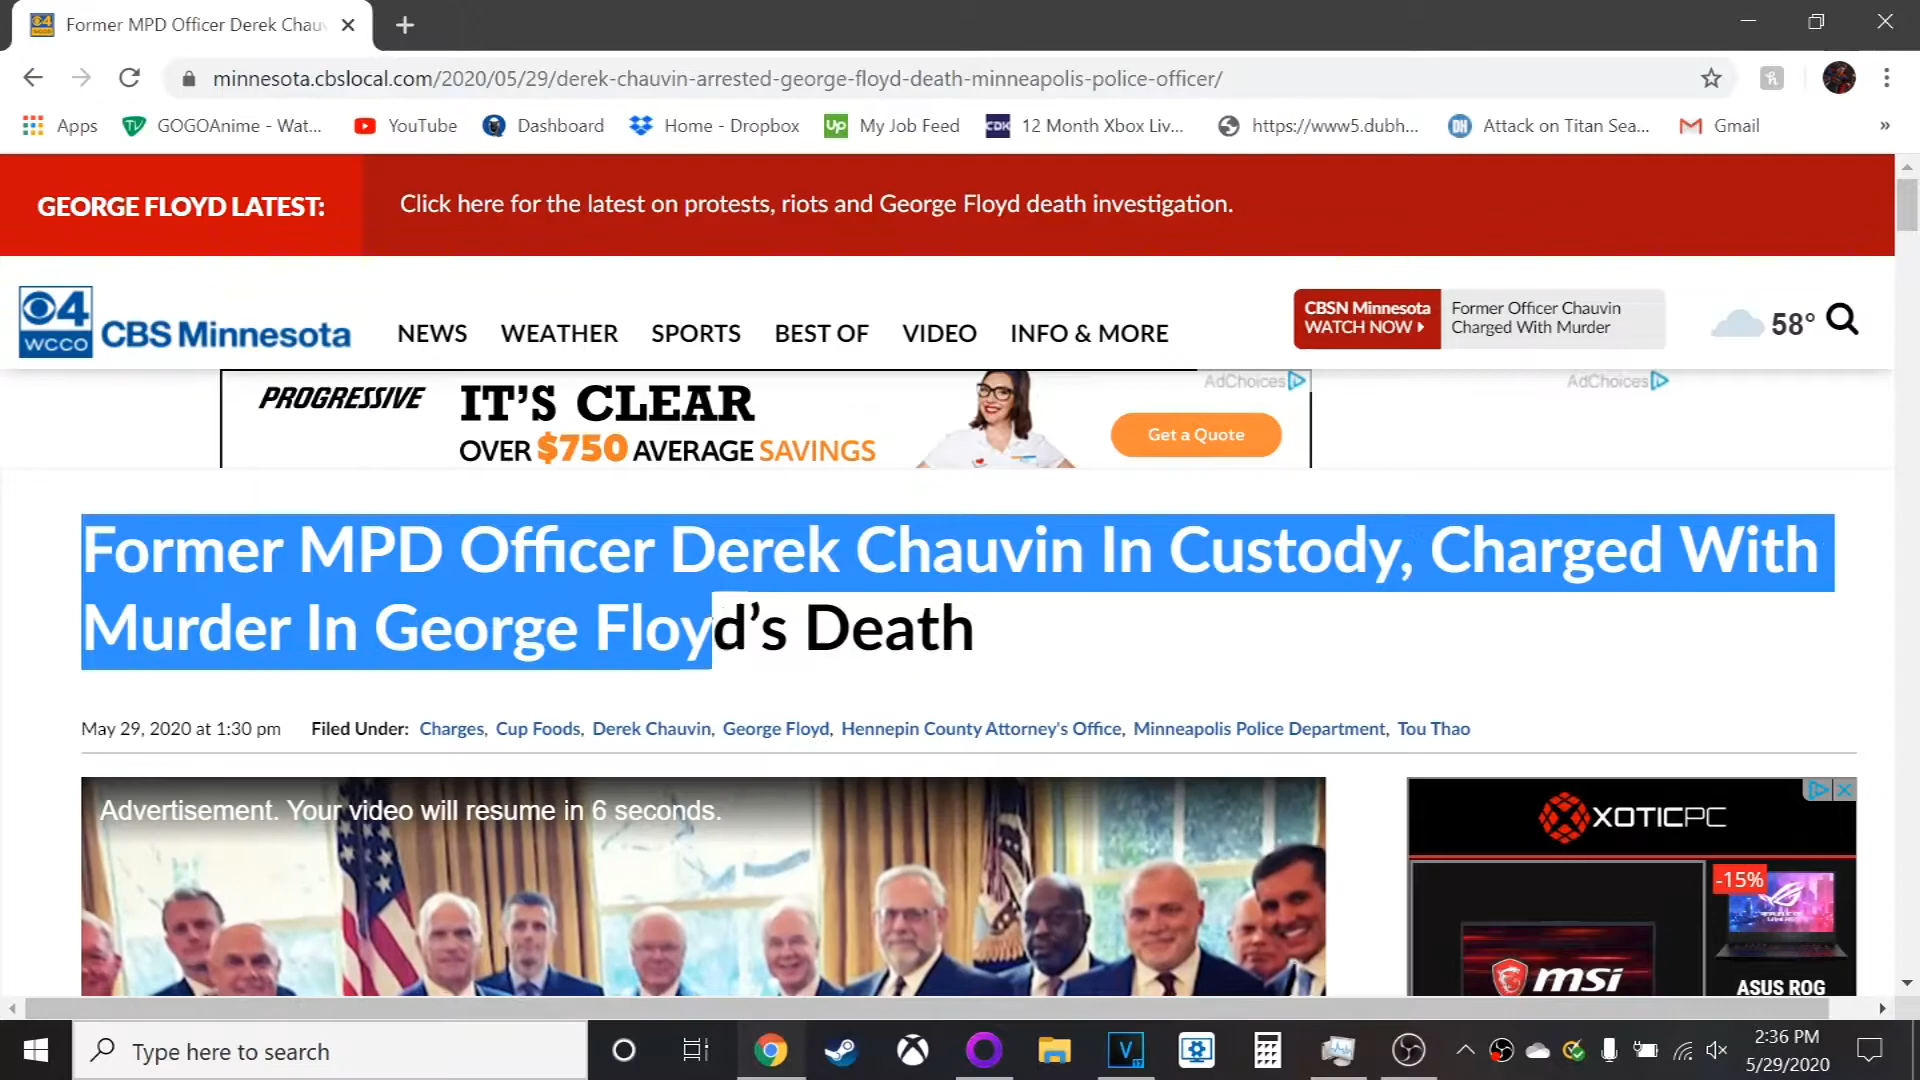 Former MPD Officer Derek Chauv
minnesota.cbslocal.com/2020/05/29/derek-chauvin-arrested-george-floyd-death-minneapolis-police-officer/
Apps
GOGOAnime - Wat...
YouTube
Dashboard
Home - Dropbox
Up My Job Feed
CDK 12 Month Xbox Liv...
https://www5.dubh...
DH Attack on Titan Sea...
Gmail
»
GEORGE FLOYD LATEST:
Click here for the latest on protests, riots and George Floyd death investigation.
4
WCCO
CBS Minnesota
NEWS
WEATHER
SPORTS
BEST OF
VIDEO
INFO & MORE
CBSN Minnesota
WATCH NOW
Former Officer Chauvin
Charged With Murder
58°
PROGRESSIVE
IT'S CLEAR
OVER $750 AVERAGE SAVINGS
Get a Quote
AdChoices
AdChoices
Former MPD Officer Derek Chauvin In Custody, Charged With
Murder In George Floyd’s Death
May 29, 2020 at 1:30 pm
Filed Under: Charges, Cup Foods, Derek Chauvin, George Floyd, Hennepin County Attorney's Office, Minneapolis Police Department, Tou Thao
Advertisement. Your video will resume in 6 seconds.
XOTICPC
-15%
msi
ASUS ROG
Type here to search
2:36 PM
5/29/2020